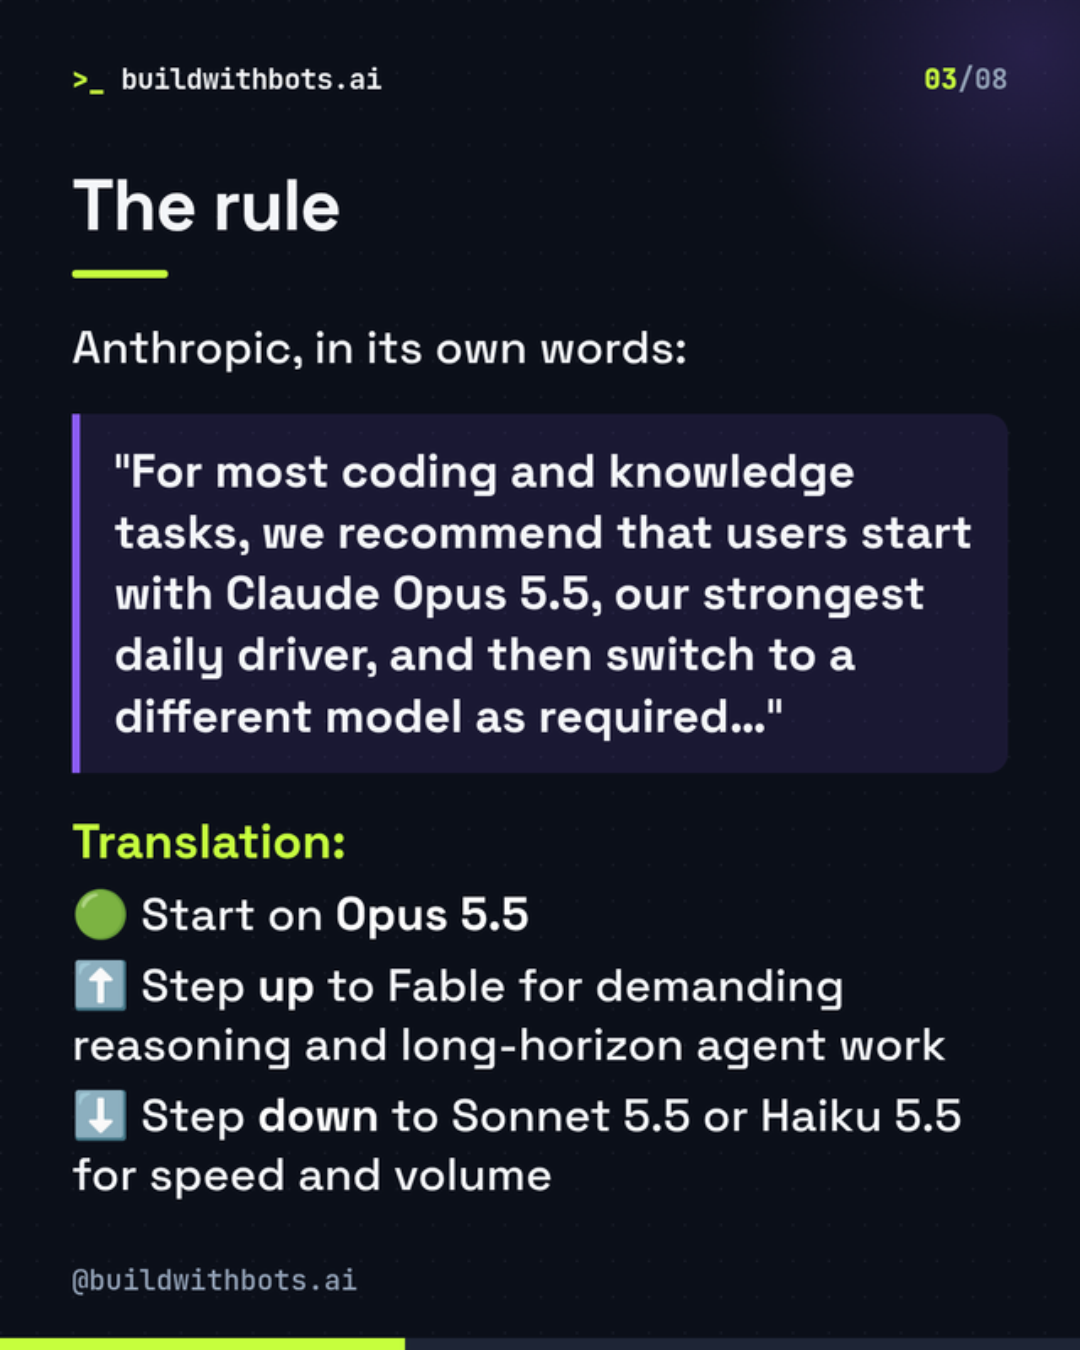 >_ buildwithbots.ai
03/08
The rule
Anthropic, in its own words:
"For most coding and knowledge
tasks, we recommend that users start
with Claude Opus 5.5, our strongest
daily driver, and then switch to a
different model as required..."
Translation:
🟢 Start on Opus 5.5
⬆️ Step up to Fable for demanding
reasoning and long-horizon agent work
⬇️ Step down to Sonnet 5.5 or Haiku 5.5
for speed and volume
@buildwithbots.ai